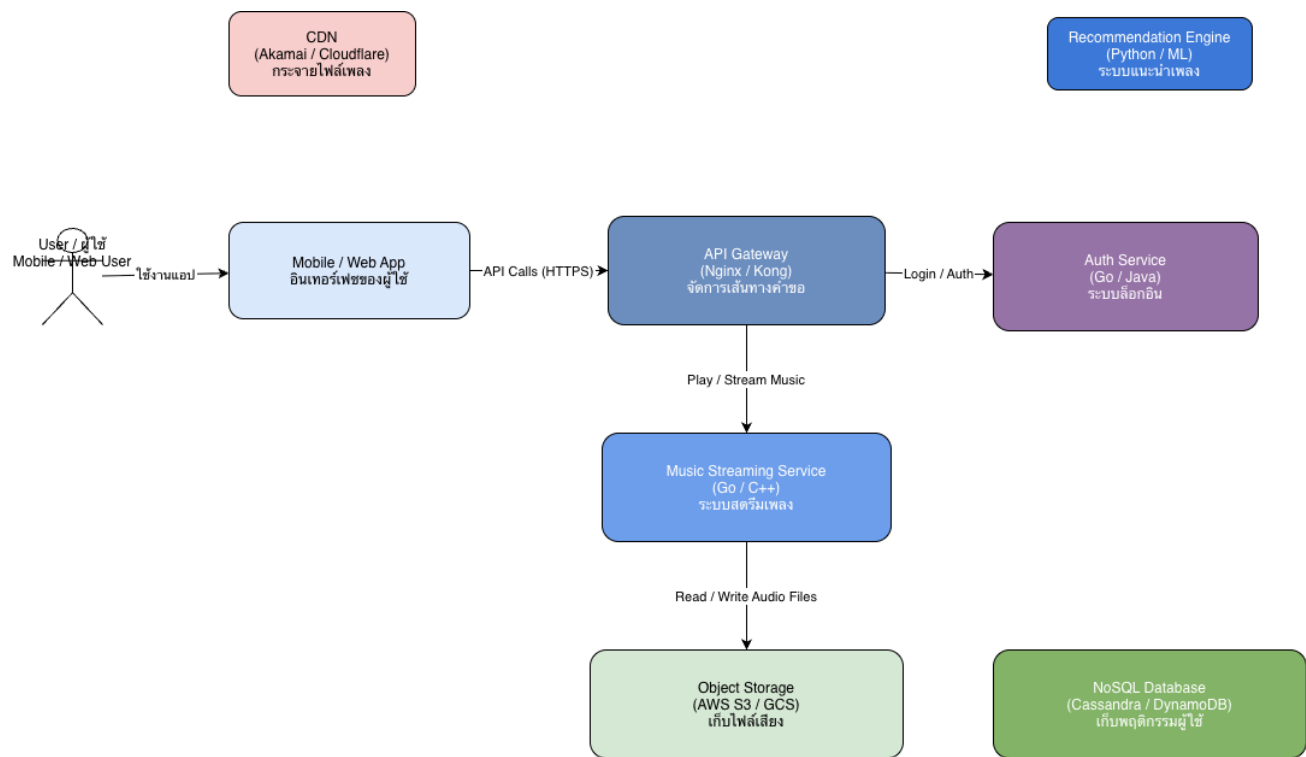 CDN
(Akamai / Cloudflare)
กระจายไฟล์เพลง
Recommendation Engine
(Python / ML)
ระบบแนะนำเพลง
User / ผู้ใช้
Mobile / Web User
ใช้งานแอป
Mobile / Web App
อินเทอร์เฟซของผู้ใช้
API Calls (HTTPS)
API Gateway
(Nginx / Kong)
จัดการเส้นทางคำขอ
Login / Auth
Auth Service
(Go / Java)
ระบบล็อกอิน
Play / Stream Music
Music Streaming Service
(Go / C++)
ระบบสตรีมเพลง
Read / Write Audio Files
Object Storage
(AWS S3 / GCS)
เก็บไฟล์เสียง
NoSQL Database
(Cassandra / DynamoDB)
เก็บพฤติกรรมผู้ใช้